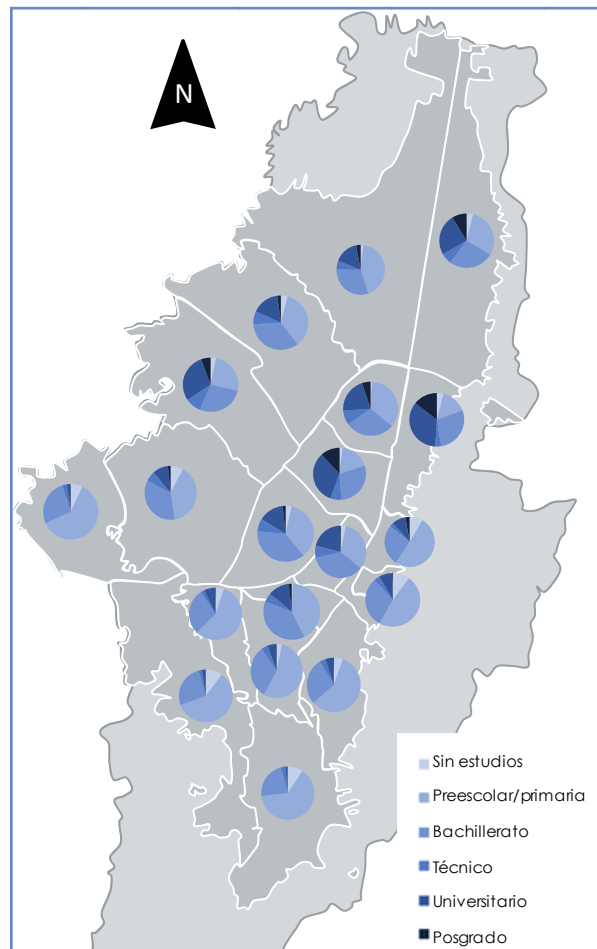 N
Sin estudios
Preescolar/primaria
Bachillerato
Técnico
Universitario
Posgrado